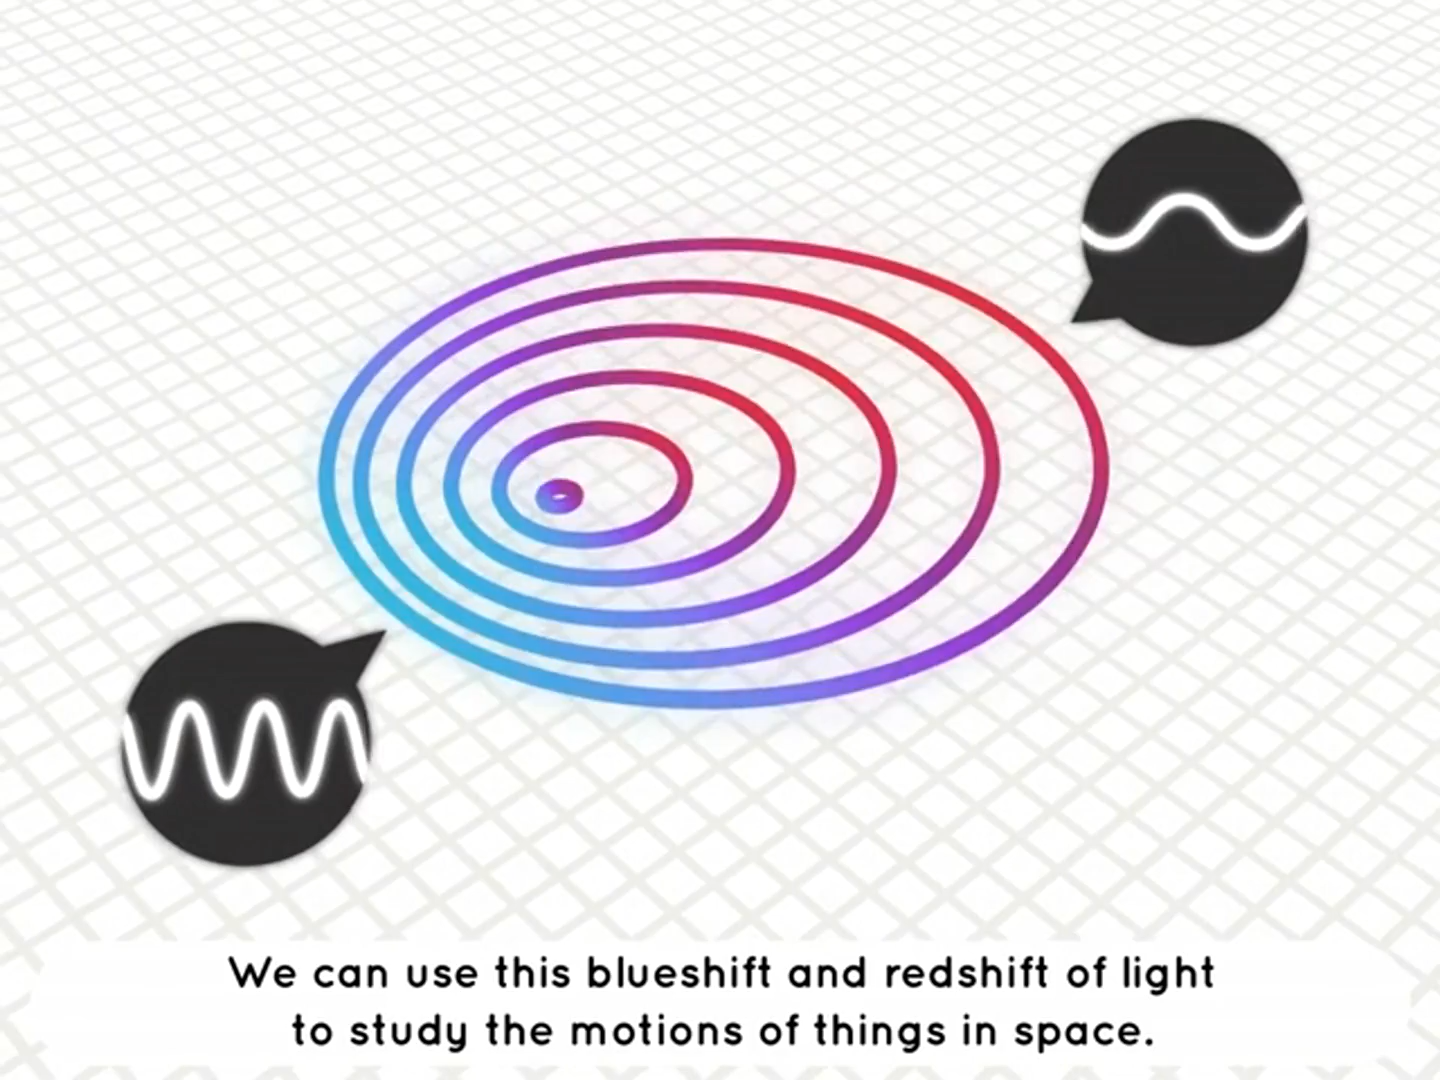 We can use this blueshift and redshift of light
to study the motions of things in space.